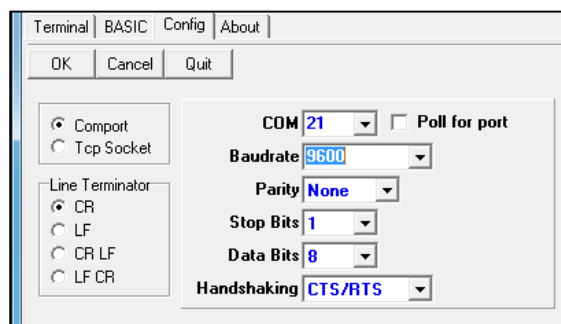 Terminal BASIC Config About
OK Cancel Quit
Comport
Tcp Socket
Line Terminator
CR
LF
CR LF
LF CR
COM 21 Poll for port
Baudrate 9600
Parity None
Stop Bits 1
Data Bits 8
Handshaking CTS/RTS